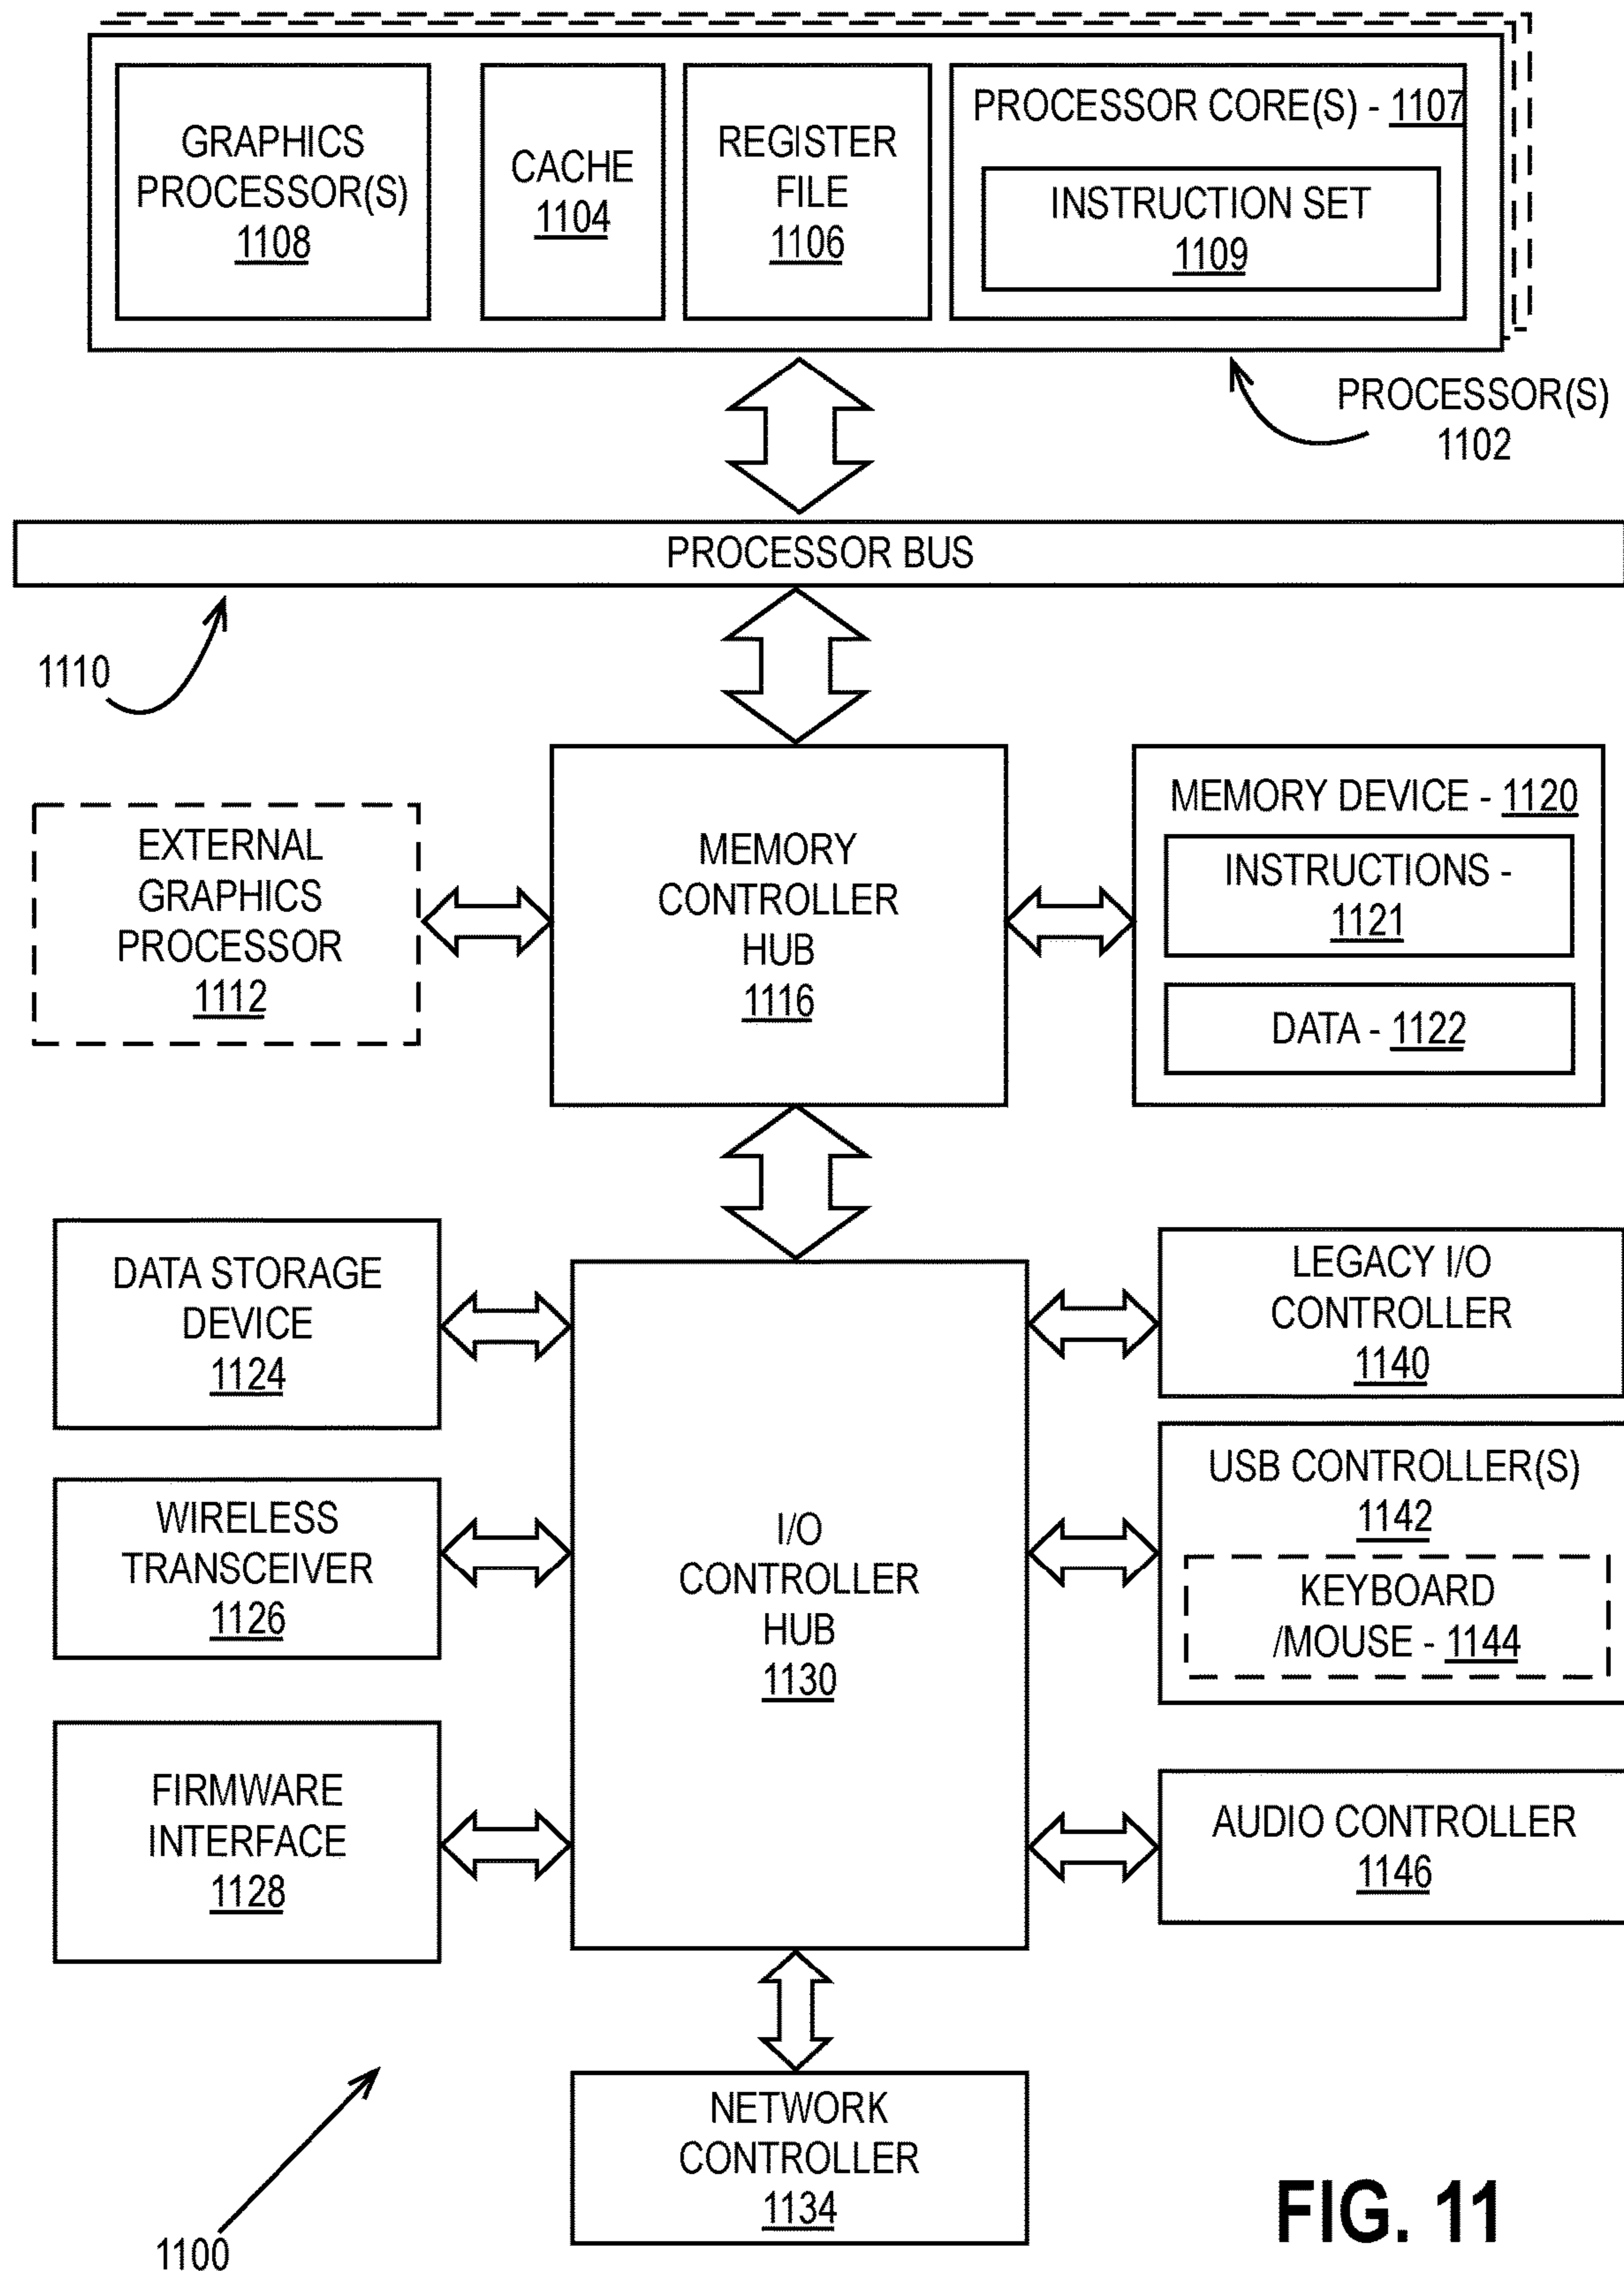 GRAPHICS
PROCESSOR(S)
1108
CACHE
1104
REGISTER
FILE
1106
PROCESSOR CORE(S) - 1107
INSTRUCTION SET
1109
PROCESSOR(S)
1102
PROCESSOR BUS
1110
EXTERNAL
GRAPHICS
PROCESSOR
1112
MEMORY
CONTROLLER
HUB
1116
MEMORY DEVICE - 1120
INSTRUCTIONS -
1121
DATA - 1122
DATA STORAGE
DEVICE
1124
WIRELESS
TRANSCEIVER
1126
FIRMWARE
INTERFACE
1128
I/O
CONTROLLER
HUB
1130
LEGACY I/O
CONTROLLER
1140
USB CONTROLLER(S)
1142
KEYBOARD
/MOUSE - 1144
AUDIO CONTROLLER
1146
NETWORK
CONTROLLER
1134
1100
FIG. 11